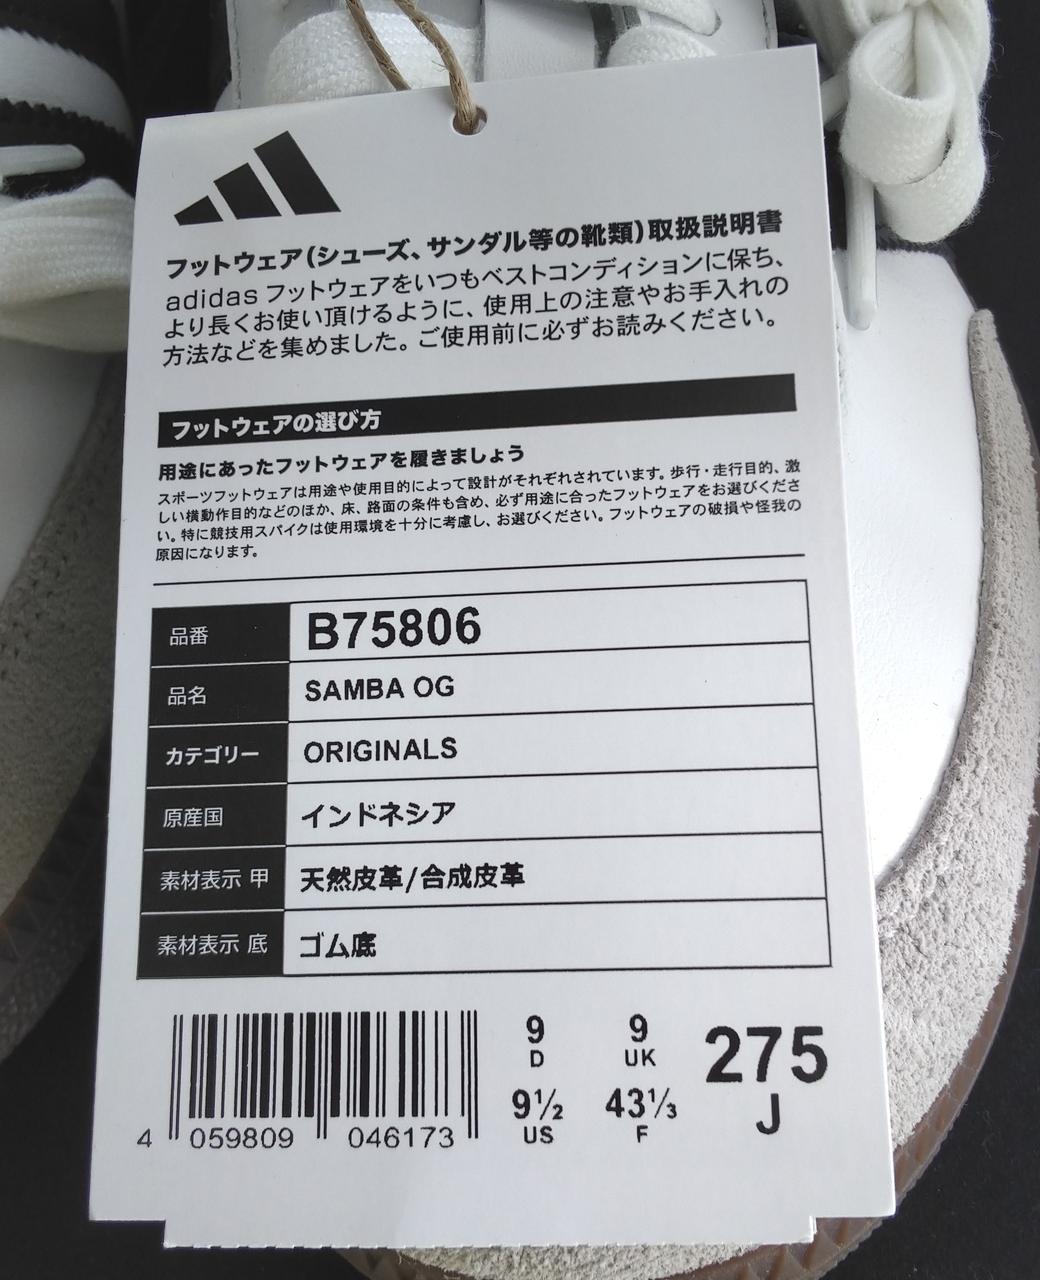 フットウェア(シューズ、サンダル等の靴類)取扱説明書
adidas フットウェアをいつもベストコンディションに保ち、
より長くお使い頂けるように、使用上の注意やお手入れの
方法などを集めました。ご使用前に必ずお読みください。
フットウェアの選び方
用途にあったフットウェアを履きましょう
スポーツフットウェアは用途や使用目的によって設計がそれぞれされています。歩行・走行目的、激
しい横動作目的などのほか、床、路面の条件も含め、必ず用途に合ったフットウェアをお選びくださ
い。特に競技用スパイクは使用環境を十分に考慮し、お選びください。フットウェアの破損や怪我の
原因になります。
品番 B75806
品名 SAMBA OG
カテゴリー ORIGINALS
原産国 インドネシア
素材表示 甲 天然皮革/合成皮革
素材表示 底 ゴム底
4 059809 046173
9 D
9 UK
9½ US
43⅓ F
275 J